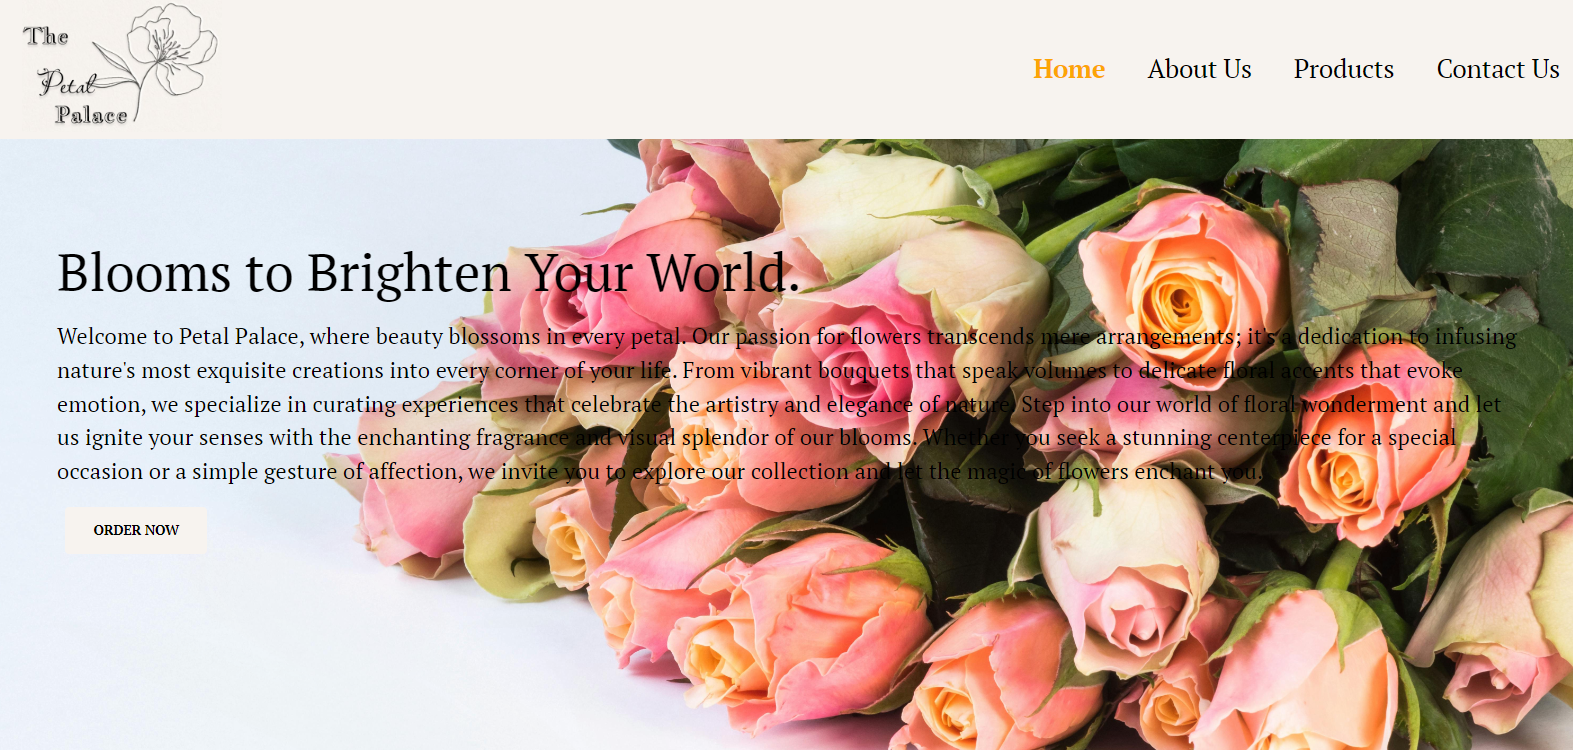 The
Petal
Palace
Home About Us Products Contact Us
Blooms to Brighten Your World.
Welcome to Petal Palace, where beauty blossoms in every petal. Our passion for flowers transcends mere arrangements; it's a dedication to infusing
nature's most exquisite creations into every corner of your life. From vibrant bouquets that speak volumes to delicate floral accents that evoke
emotion, we specialize in curating experiences that celebrate the artistry and elegance of nature. Step into our world of floral wonderment and let
us ignite your senses with the enchanting fragrance and visual splendor of our blooms. Whether you seek a stunning centerpiece for a special
occasion or a simple gesture of affection, we invite you to explore our collection and let the magic of flowers enchant you.
ORDER NOW